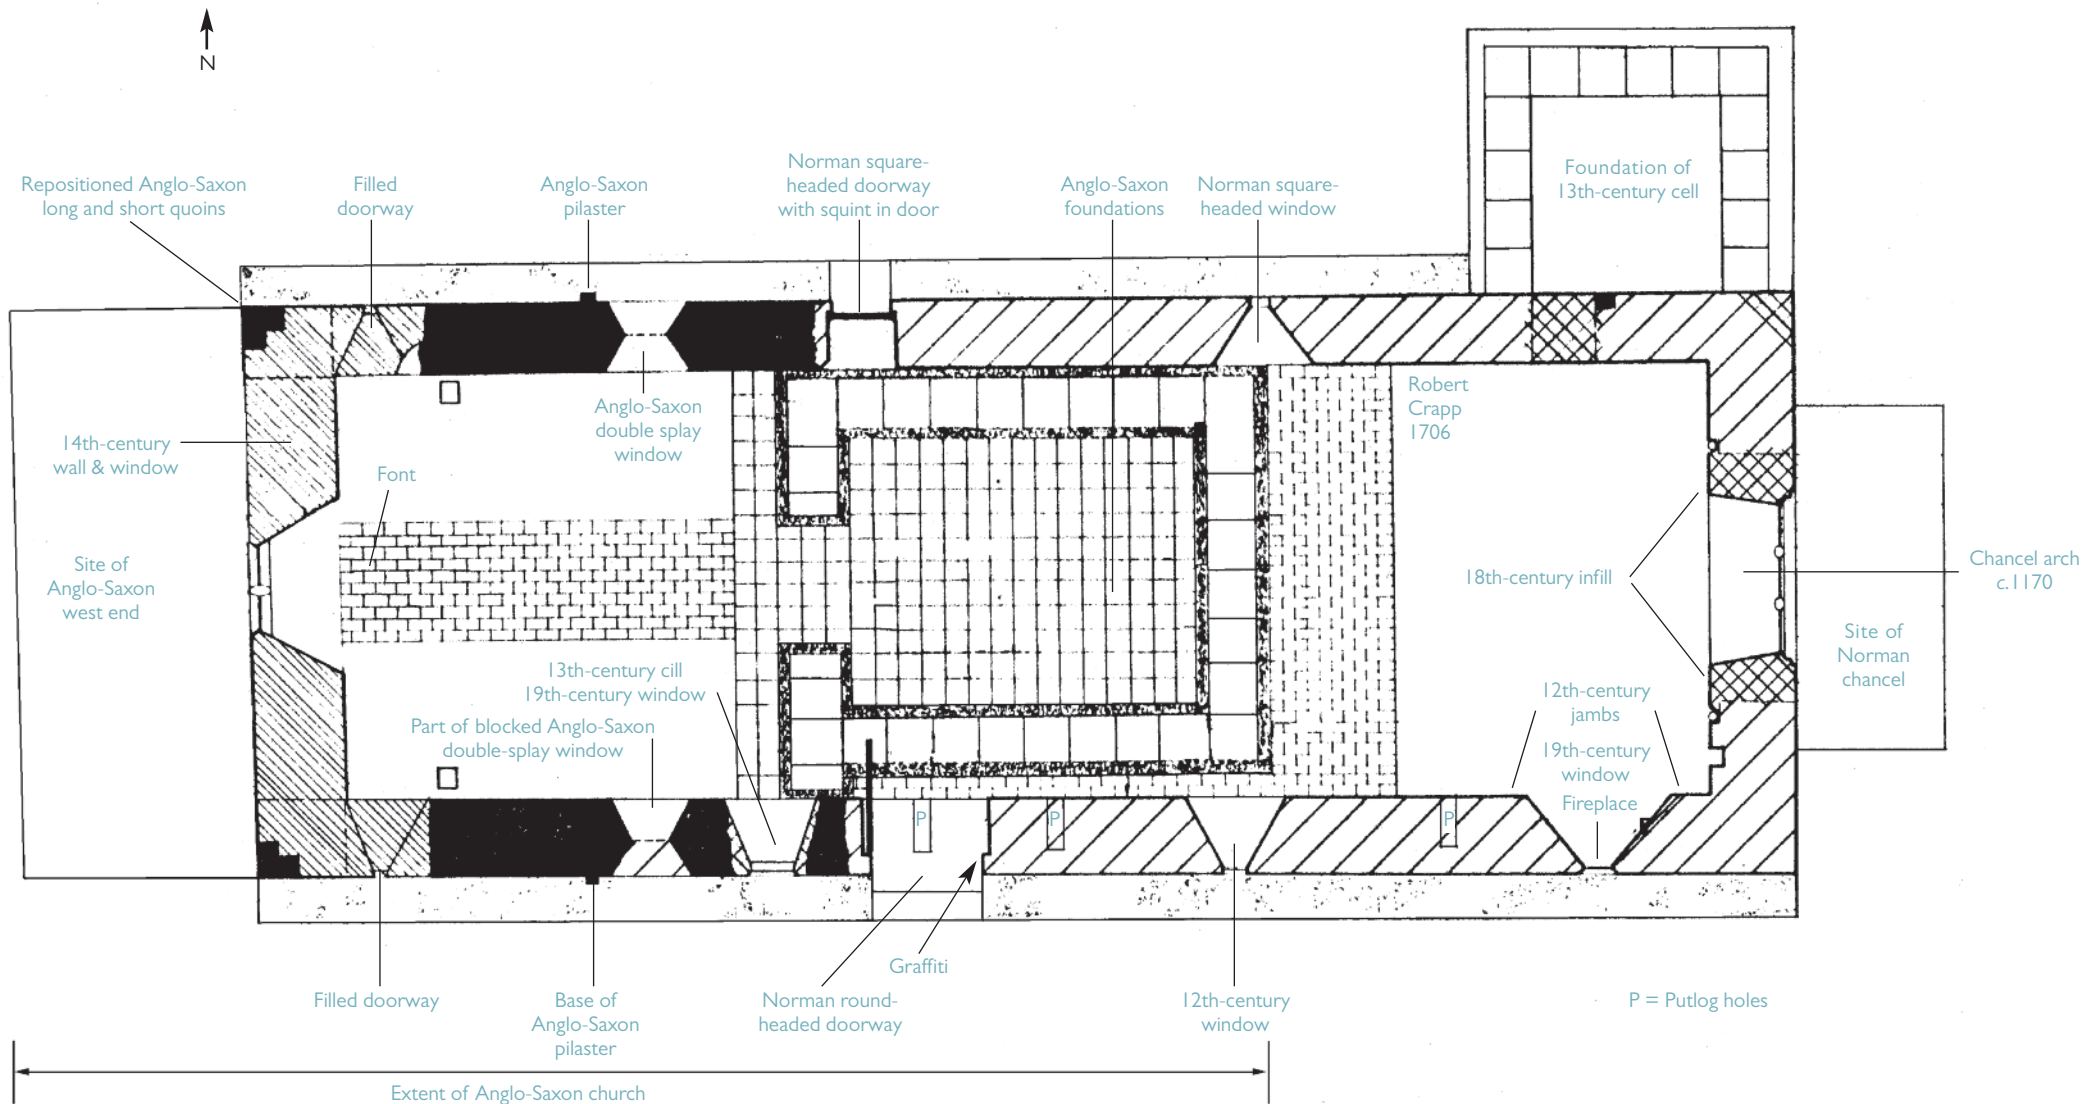 N
Repositioned Anglo-Saxon
long and short quoins
Filled
doorway
Anglo-Saxon
pilaster
Norman square-
headed doorway
with squint in door
Anglo-Saxon
foundations
Norman square-
headed window
Foundation of
13th-century cell
14th-century
wall & window
Font
Anglo-Saxon
double splay
window
Robert
Crapp
1706
Site of
Anglo-Saxon
west end
18th-century infill
Chancel arch
c.1170
Site of
Norman
chancel
13th-century cill
19th-century window
Part of blocked Anglo-Saxon
double-splay window
12th-century
jambs
19th-century
window
Fireplace
P
P
P
Graffiti
Filled doorway
Base of
Anglo-Saxon
pilaster
Norman round-
headed doorway
12th-century
window
P = Putlog holes
Extent of Anglo-Saxon church